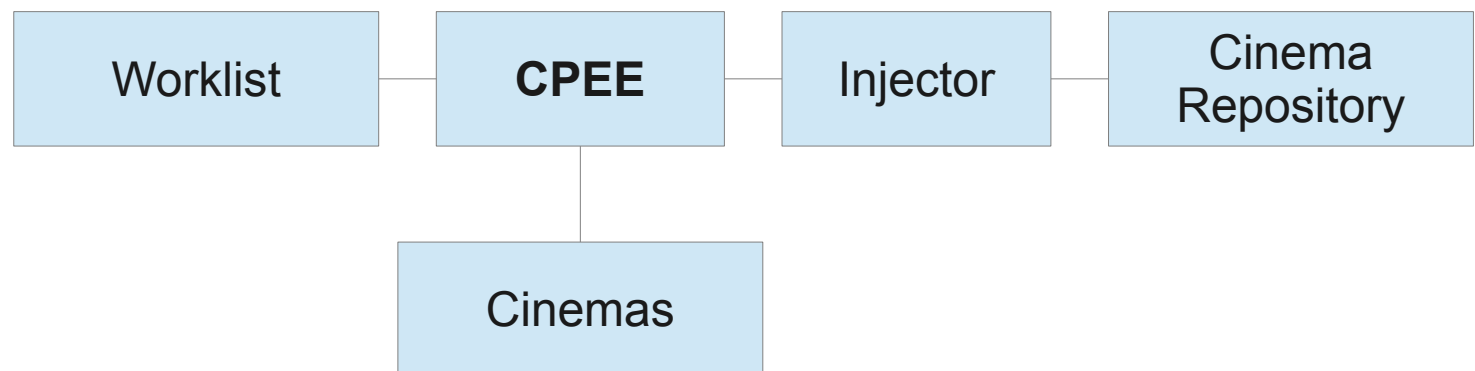 Worklist
CPEE
Injector
Cinema
Repository
Cinemas